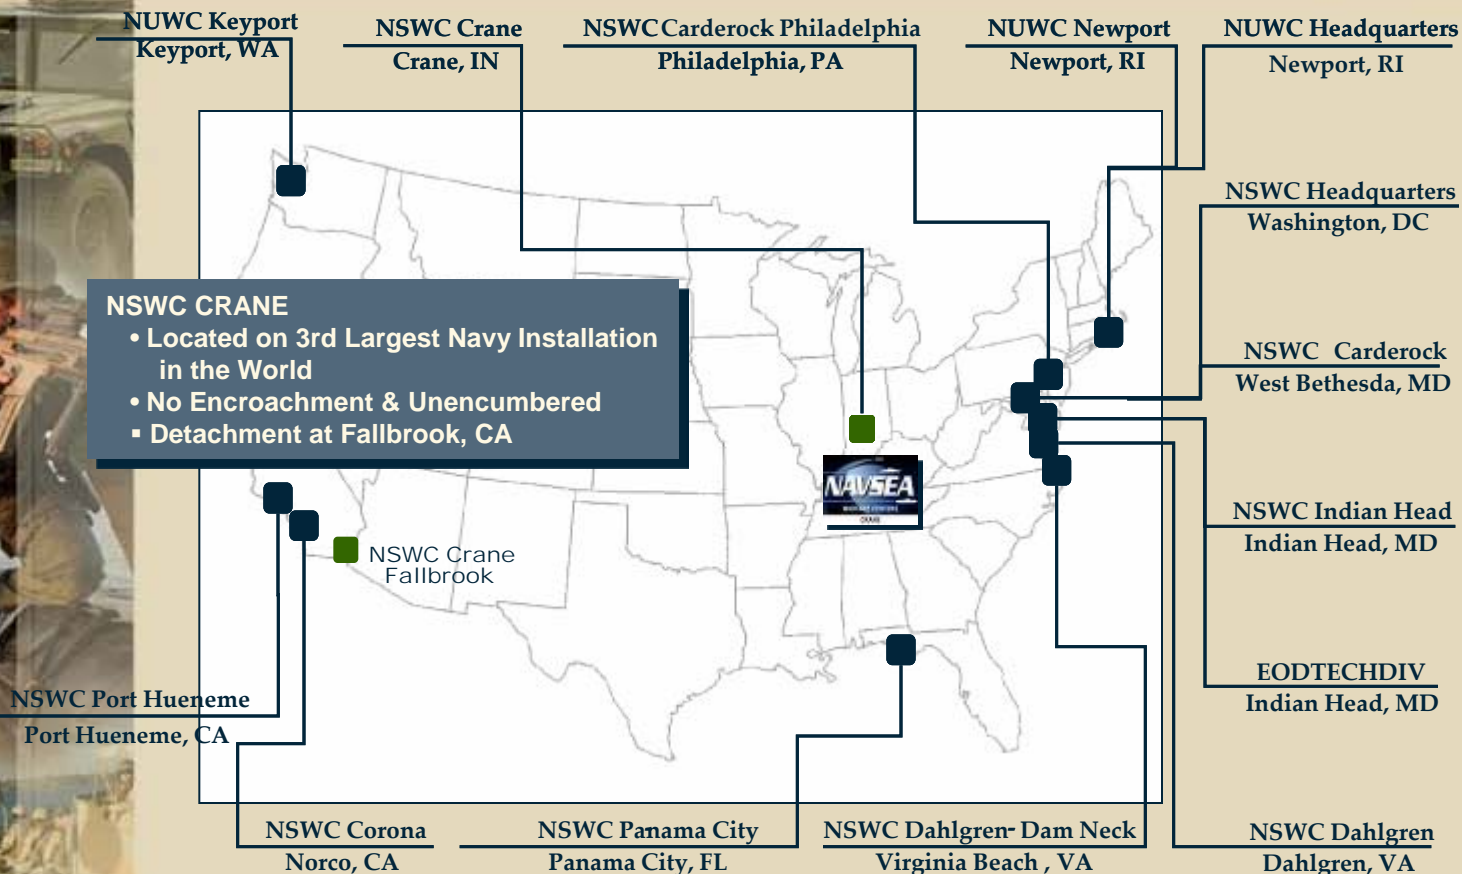 NUWC Keyport
Keyport, WA
NSWC Crane
Crane, IN
NSWC Carderock Philadelphia
Philadelphia, PA
NUWC Newport
Newport, RI
NUWC Headquarters
Newport, RI
NSWC Headquarters
Washington, DC
NSWC CRANE
• Located on 3rd Largest Navy Installation
in the World
• No Encroachment & Unencumbered
▪ Detachment at Fallbrook, CA
NSWC Carderock
West Bethesda, MD
NAVSEA
WARFARE CENTERS
CRANE
NSWC Crane
Fallbrook
NSWC Indian Head
Indian Head, MD
EODTECHDIV
Indian Head, MD
NSWC Port Hueneme
Port Hueneme, CA
NSWC Corona
Norco, CA
NSWC Panama City
Panama City, FL
NSWC Dahlgren- Dam Neck
Virginia Beach , VA
NSWC Dahlgren
Dahlgren, VA